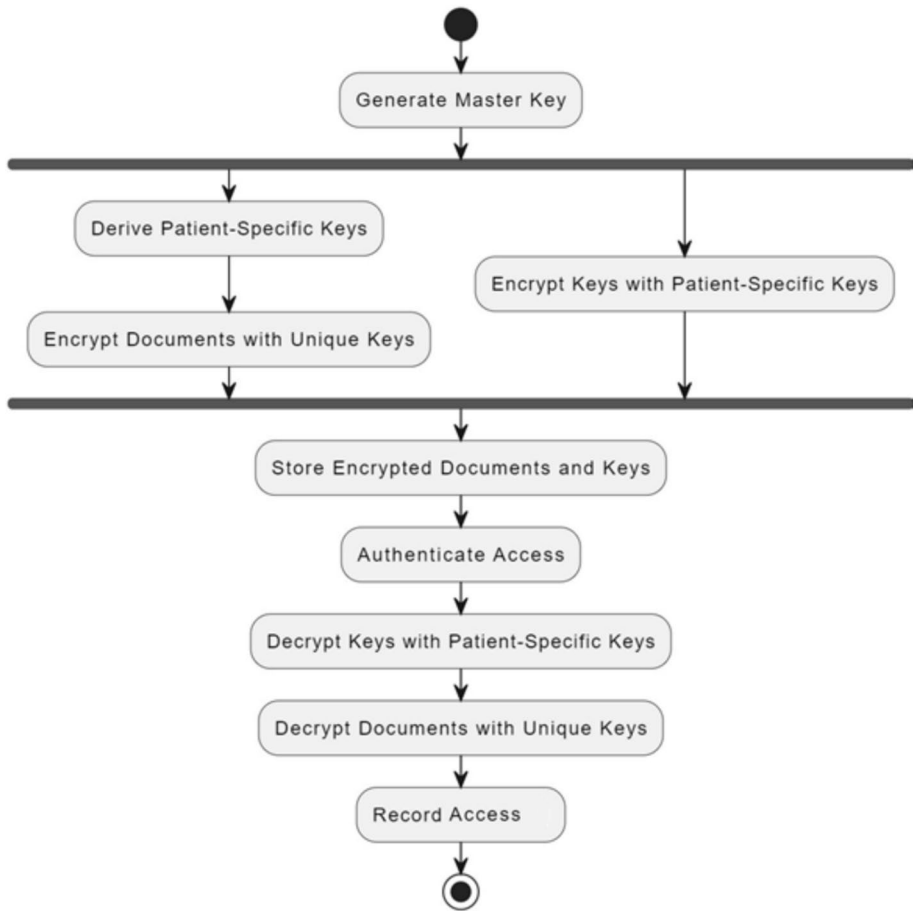 Generate Master Key
Derive Patient-Specific Keys
Encrypt Keys with Patient-Specific Keys
Encrypt Documents with Unique Keys
Store Encrypted Documents and Keys
Authenticate Access
Decrypt Keys with Patient-Specific Keys
Decrypt Documents with Unique Keys
Record Access